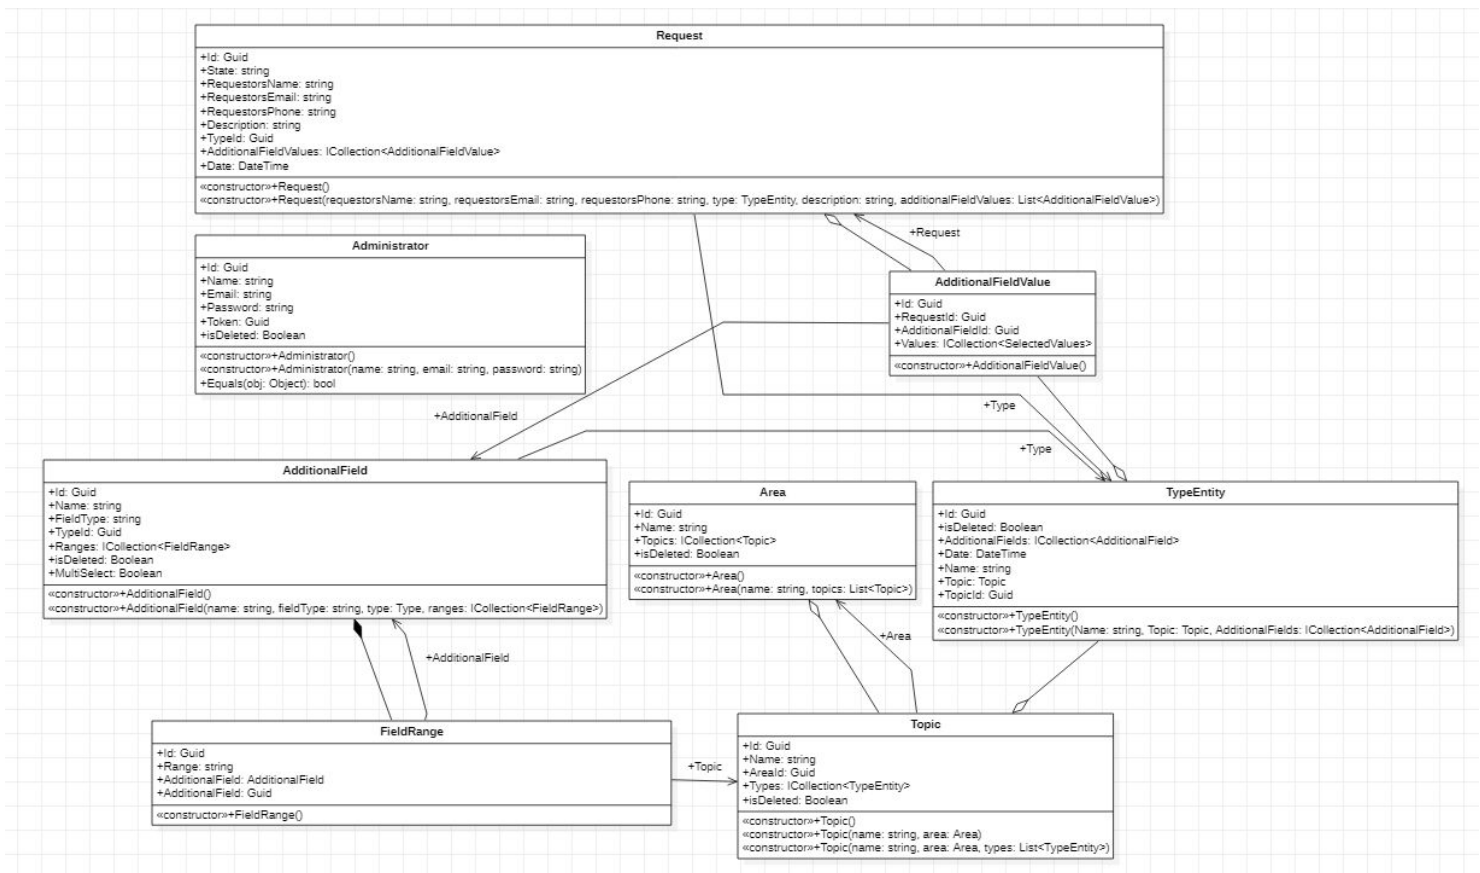 Request
+Id: Guid
+State: string
+RequestorsName: string
+RequestorsEmail: string
+RequestorsPhone: string
+Description: string
+TypeId: Guid
+AdditionalFieldValues: ICollection<AdditionalFieldValue>
+Date: DateTime
«constructor»+Request()
«constructor»+Request(requestorsName: string, requestorsEmail: string, requestorsPhone: string, type: TypeEntity, description: string, additionalFieldValues: List<AdditionalFieldValue>)
+Request
Administrator
+Id: Guid
+Name: string
+Email: string
+Password: string
+Token: Guid
+isDeleted: Boolean
«constructor»+Administrator()
«constructor»+Administrator(name: string, email: string, password: string)
+Equals(obj: Object): bool
AdditionalFieldValue
+Id: Guid
+RequestId: Guid
+AdditionalFieldId: Guid
+Values: ICollection<SelectedValues>
«constructor»+AdditionalFieldValue()
+Type
+AdditionalField
+Type
AdditionalField
+Id: Guid
+Name: string
+FieldType: string
+TypeId: Guid
+Ranges: ICollection<FieldRange>
+isDeleted: Boolean
+MultiSelect: Boolean
«constructor»+AdditionalField()
«constructor»+AdditionalField(name: string, fieldType: string, type: Type, ranges: ICollection<FieldRange>)
Area
+Id: Guid
+Name: string
+Topics: ICollection<Topic>
+isDeleted: Boolean
«constructor»+Area()
«constructor»+Area(name: string, topics: List<Topic>)
TypeEntity
+Id: Guid
+isDeleted: Boolean
+AdditionalFields: ICollection<AdditionalField>
+Date: DateTime
+Name: string
+Topic: Topic
+TopicId: Guid
«constructor»+TypeEntity()
«constructor»+TypeEntity(Name: string, Topic: Topic, AdditionalFields: ICollection<AdditionalField>)
+Area
+AdditionalField
FieldRange
+Id: Guid
+Range: string
+AdditionalField: AdditionalField
+AdditionalField: Guid
«constructor»+FieldRange()
+Topic
Topic
+Id: Guid
+Name: string
+AreaId: Guid
+Types: ICollection<TypeEntity>
+isDeleted: Boolean
«constructor»+Topic()
«constructor»+Topic(name: string, area: Area)
«constructor»+Topic(name: string, area: Area, types: List<TypeEntity>)